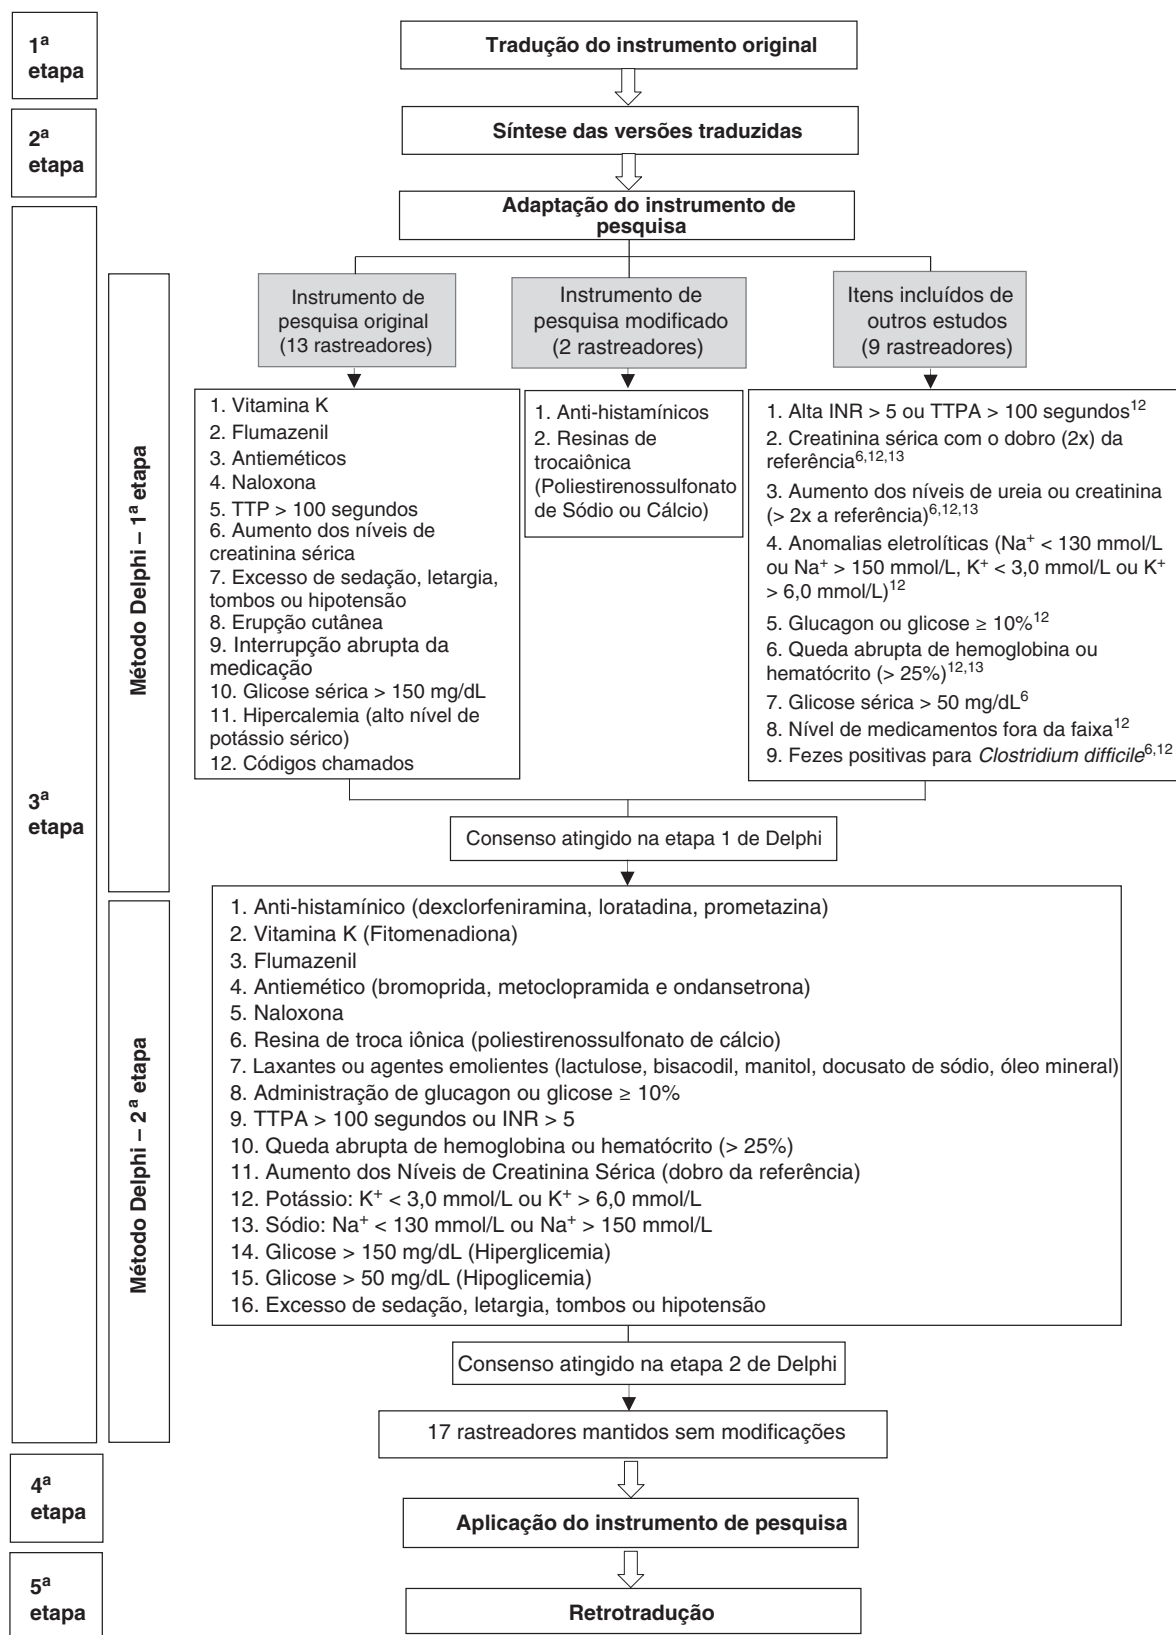 1ª
etapa
Tradução do instrumento original
2ª
etapa
Síntese das versões traduzidas
3ª
etapa
Adaptação do instrumento de
pesquisa
Método Delphi – 1ª etapa
Instrumento de
pesquisa original
(13 rastreadores)
Instrumento de
pesquisa modificado
(2 rastreadores)
Itens incluídos de
outros estudos
(9 rastreadores)
1. Vitamina K
2. Flumazenil
3. Antieméticos
4. Naloxona
5. TTP > 100 segundos
6. Aumento dos níveis de
creatinina sérica
7. Excesso de sedação, letargia,
tombos ou hipotensão
8. Erupção cutânea
9. Interrupção abrupta da
medicação
10. Glicose sérica > 150 mg/dL
11. Hipercalemia (alto nível de
potássio sérico)
12. Códigos chamados
1. Anti-histamínicos
2. Resinas de
trocaiônica
(Poliestirenossulfonato
de Sódio ou Cálcio)
1. Alta INR > 5 ou TTPA > 100 segundos¹²
2. Creatinina sérica com o dobro (2x) da
referência⁶,¹²,¹³
3. Aumento dos níveis de ureia ou creatinina
(> 2x a referência)⁶,¹²,¹³
4. Anomalias eletrolíticas (Na⁺ < 130 mmol/L
ou Na⁺ > 150 mmol/L, K⁺ < 3,0 mmol/L ou K⁺
> 6,0 mmol/L)¹²
5. Glucagon ou glicose ≥ 10%¹²
6. Queda abrupta de hemoglobina ou
hematócrito (> 25%)¹²,¹³
7. Glicose sérica > 50 mg/dL⁶
8. Nível de medicamentos fora da faixa¹²
9. Fezes positivas para Clostridium difficile⁶,¹²
Consenso atingido na etapa 1 de Delphi
Método Delphi – 2ª etapa
1. Anti-histamínico (dexclorfeniramina, loratadina, prometazina)
2. Vitamina K (Fitomenadiona)
3. Flumazenil
4. Antiemético (bromoprida, metoclopramida e ondansetrona)
5. Naloxona
6. Resina de troca iônica (poliestirenossulfonato de cálcio)
7. Laxantes ou agentes emolientes (lactulose, bisacodil, manitol, docusato de sódio, óleo mineral)
8. Administração de glucagon ou glicose ≥ 10%
9. TTPA > 100 segundos ou INR > 5
10. Queda abrupta de hemoglobina ou hematócrito (> 25%)
11. Aumento dos Níveis de Creatinina Sérica (dobro da referência)
12. Potássio: K⁺ < 3,0 mmol/L ou K⁺ > 6,0 mmol/L
13. Sódio: Na⁺ < 130 mmol/L ou Na⁺ > 150 mmol/L
14. Glicose > 150 mg/dL (Hiperglicemia)
15. Glicose > 50 mg/dL (Hipoglicemia)
16. Excesso de sedação, letargia, tombos ou hipotensão
Consenso atingido na etapa 2 de Delphi
17 rastreadores mantidos sem modificações
4ª
etapa
Aplicação do instrumento de pesquisa
5ª
etapa
Retrotradução